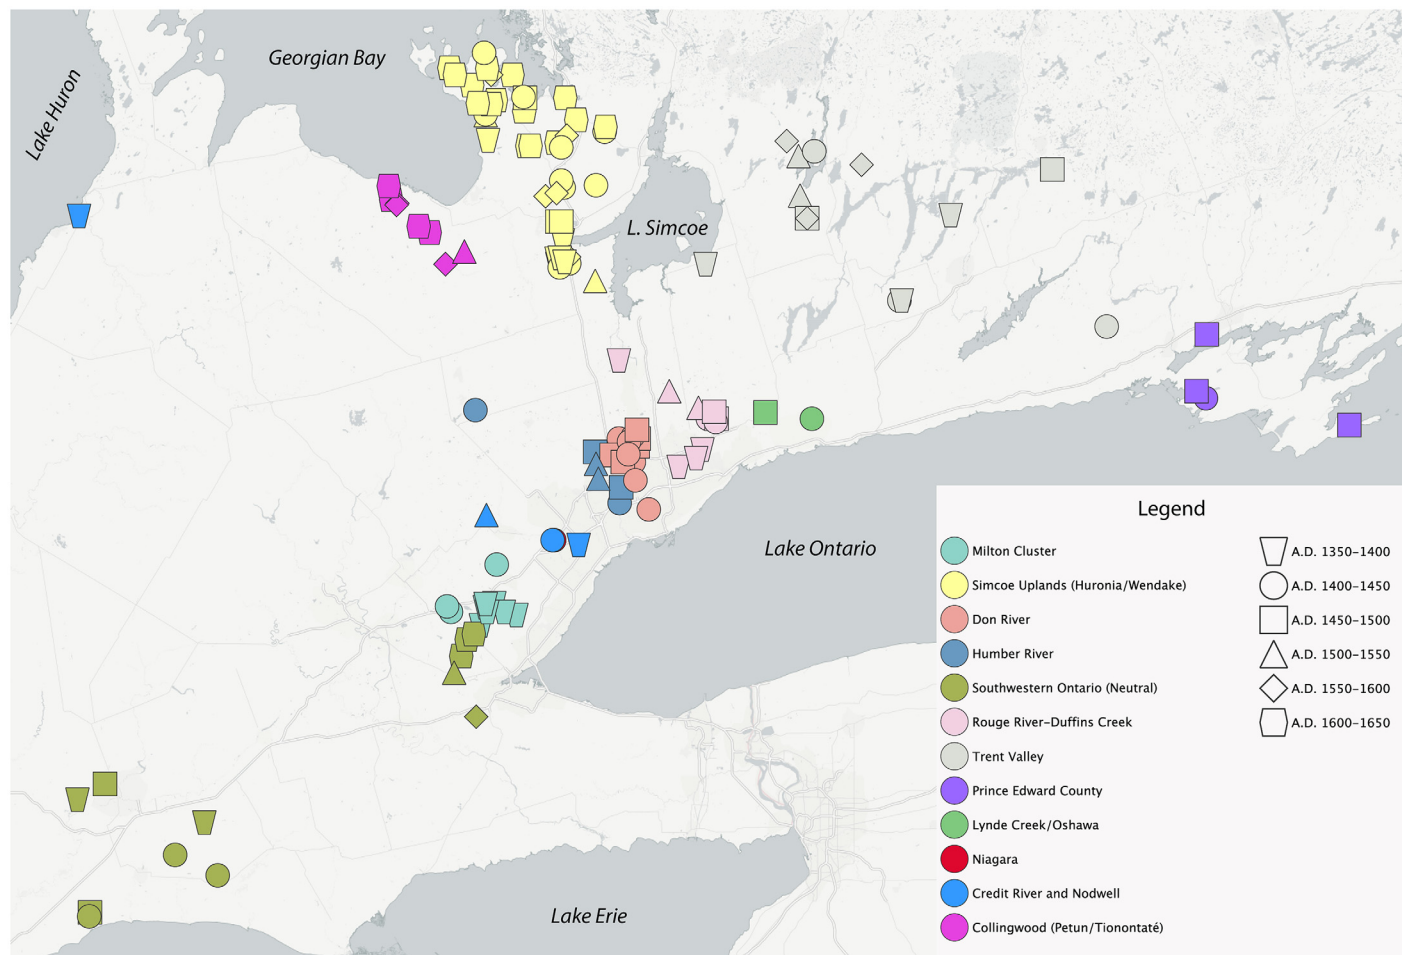 Georgian Bay
Lake Huron
L. Simcoe
Lake Ontario
Lake Erie
Legend
Milton Cluster
Simcoe Uplands (Huronia/Wendake)
Don River
Humber River
Southwestern Ontario (Neutral)
Rouge River–Duffins Creek
Trent Valley
Prince Edward County
Lynde Creek/Oshawa
Niagara
Credit River and Nodwell
Collingwood (Petun/Tionontaté)
A.D. 1350–1400
A.D. 1400–1450
A.D. 1450–1500
A.D. 1500–1550
A.D. 1550–1600
A.D. 1600–1650